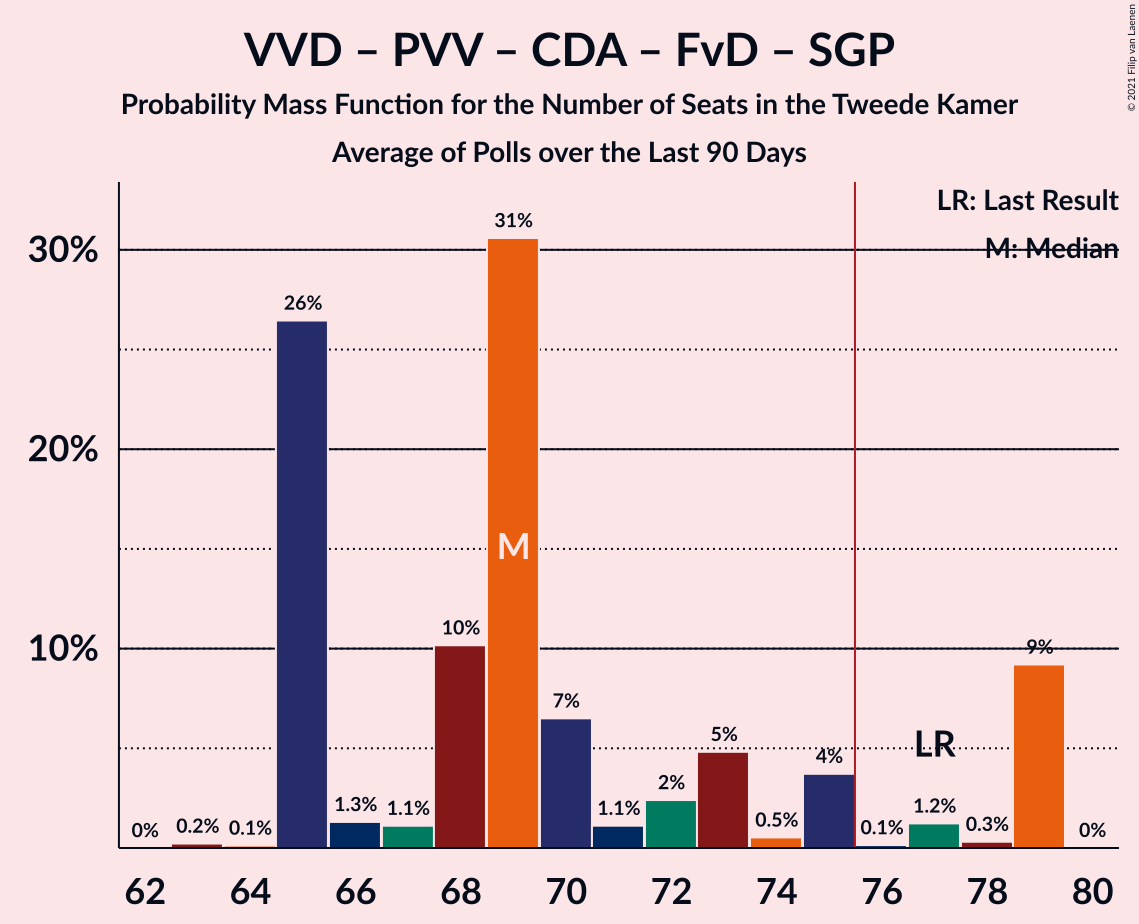 VVD – PVV – CDA – FvD – SGP
Probability Mass Function for the Number of Seats in the Tweede Kamer
Average of Polls over the Last 90 Days
© 2021 Filip van Laenen
LR: Last Result
M: Median
30%
20%
10%
0%
0.2%
0.1%
26%
1.3%
1.1%
10%
31%
M
7%
1.1%
2%
5%
0.5%
4%
0.1%
LR
1.2%
0.3%
9%
0%
62 64 66 68 70 72 74 76 78 80